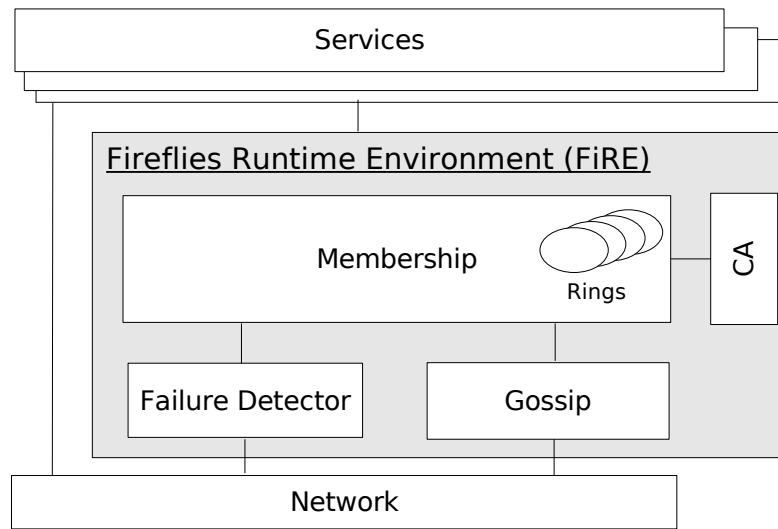 Services
Fireflies Runtime Environment (FiRE)
Membership
Rings
CA
Failure Detector
Gossip
Network